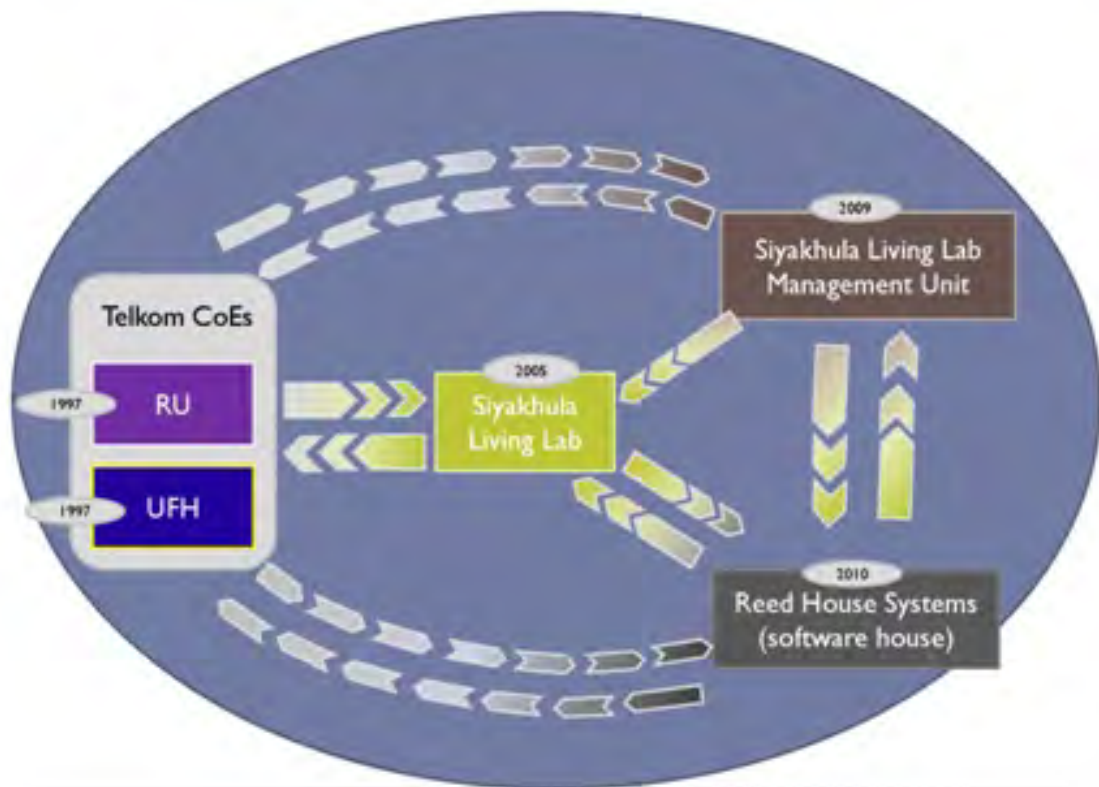 2009
Siyakhula Living Lab
Management Unit
Telkom CoEs
1997
RU
2005
Siyakhula
Living Lab
1997
UFH
2010
Reed House Systems
(software house)